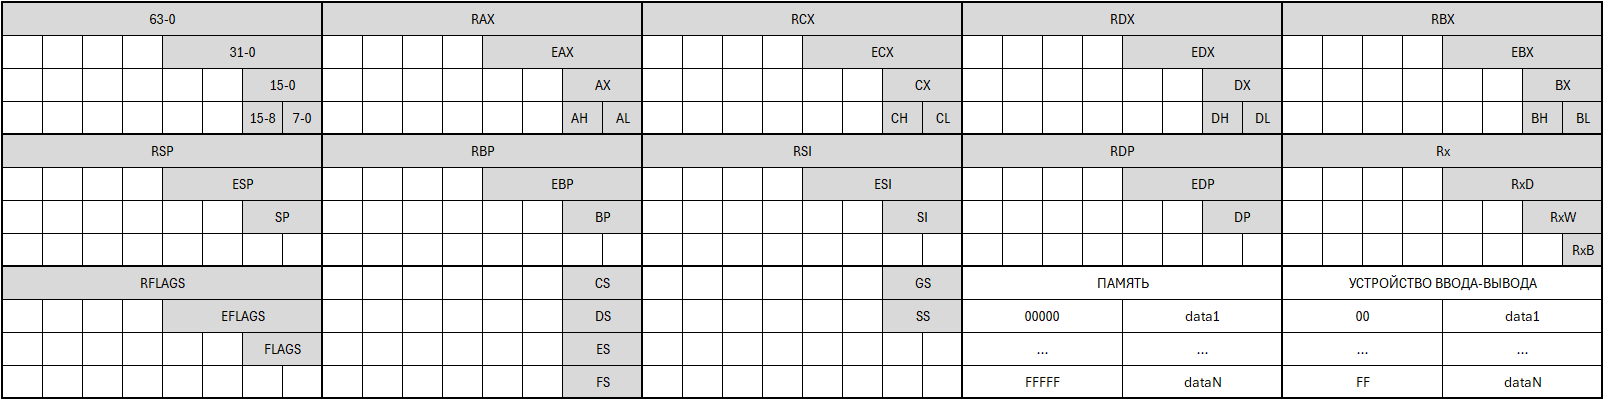 63-0 RAX RCX RDX RBX
31-0 EAX ECX EDX EBX
15-0 AX CX DX BX
15-8 7-0 AH AL CH CL DH DL BH BL
RSP RBP RSI RDP Rx
ESP EBP ESI EDP RxD
SP BP SI DP RxW
RxB
RFLAGS CS GS ПАМЯТЬ УСТРОЙСТВО ВВОДА-ВЫВОДА
EFLAGS DS SS 00000 data1 00 data1
FLAGS ES ... ... ... ...
FS FFFFF dataN FF dataN